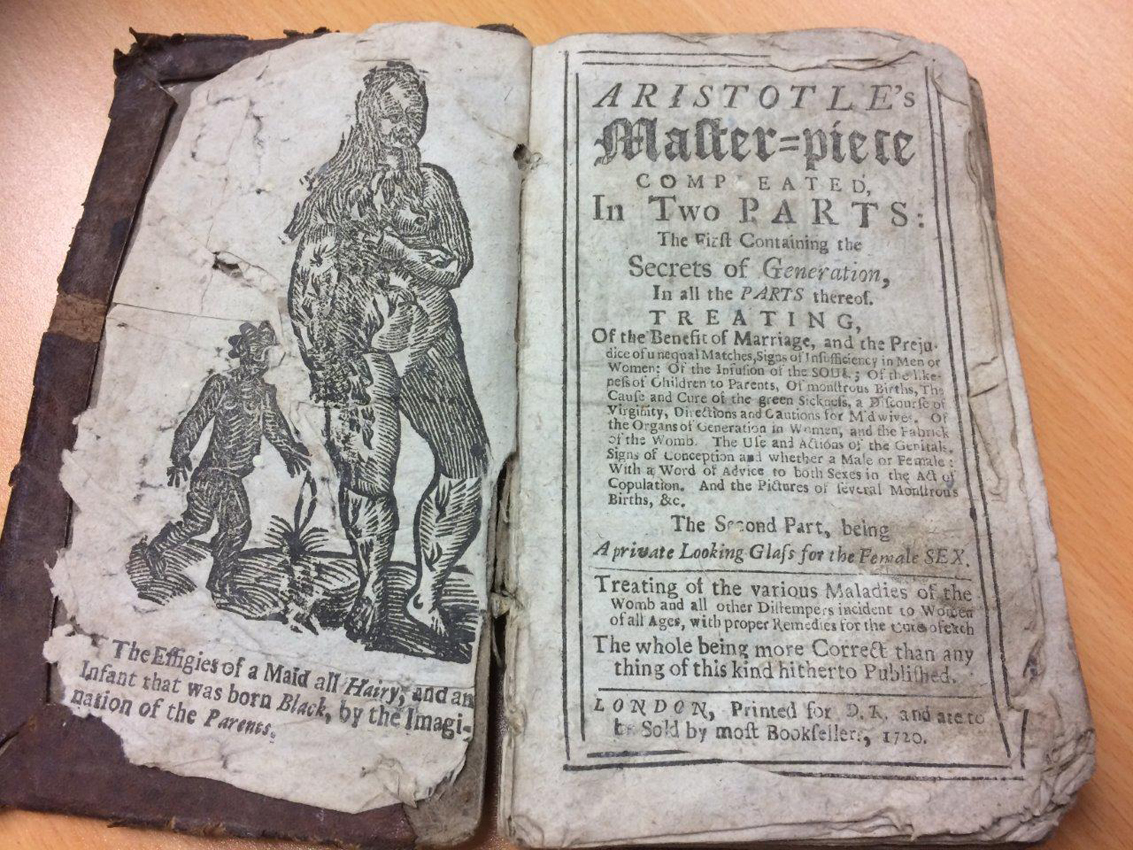 The Effigies of a Maid all Hairy, and an
Infant that was born Black, by the Imagi-
nation of the Parents.
ARISTOTLE's
Maſter=piece
COMPLEATED,
In Two PARTS:
The Firſt Containing the
Secrets of Generation,
In all the PARTS thereof.
TREATING,
Of the Benefit of Marriage, and the Preju-
dice of unequal Matches, Signs of Inſufficiency in Men or
Women; Of the Infuſion of the SOUL; Of the like-
neſs of Children to Parents, Of monſtrous Births, The
Cauſe and Cure of the green Sickneſs, a Diſcourſe of
Virginity, Directions and Cautions for Midwives. Of
the Organs of Generation in Women, and the Fabrick
of the Womb. The Uſe and Actions of the Genitals.
Signs of Conception and whether a Male or Female;
With a Word of Advice to both Sexes in the Act of
Copulation. And the Pictures of ſeveral Monſtrous
Births, &c.
The Second Part, being
A private Looking Glaſs for the Female SEX.
Treating of the various Maladies of the
Womb and all other Diſtempers incident to Women
of all Ages, with proper Remedies for the Cure of each
The whole being more Correct than any
thing of this kind hitherto Publiſhed.
LONDON, Printed for and are to
be Sold by moſt Bookſellers, 1720.